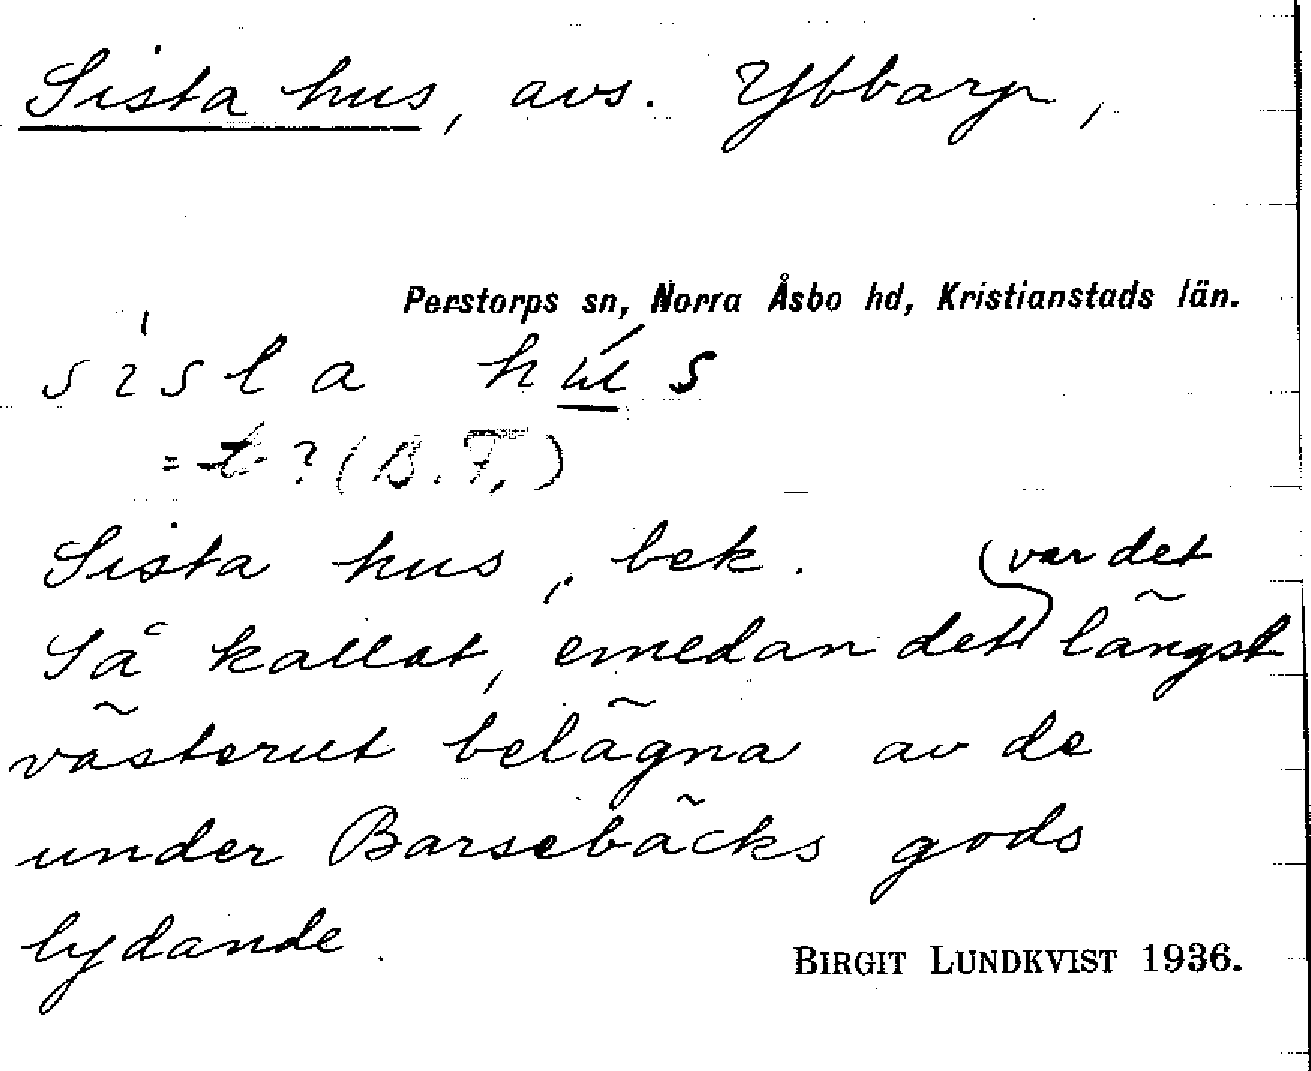 Sista hus, avs. Ybbarp,
Perstorps sn, Norra Åsbo hd, Kristianstads län.
sısla hús
= t ? (B. F.)
Sista hus, bek.
Så kallat, emedan det var det längst
västerut belägna av de
under Barsebäcks gods
lydande.
BIRGIT LUNDKVIST 1936.